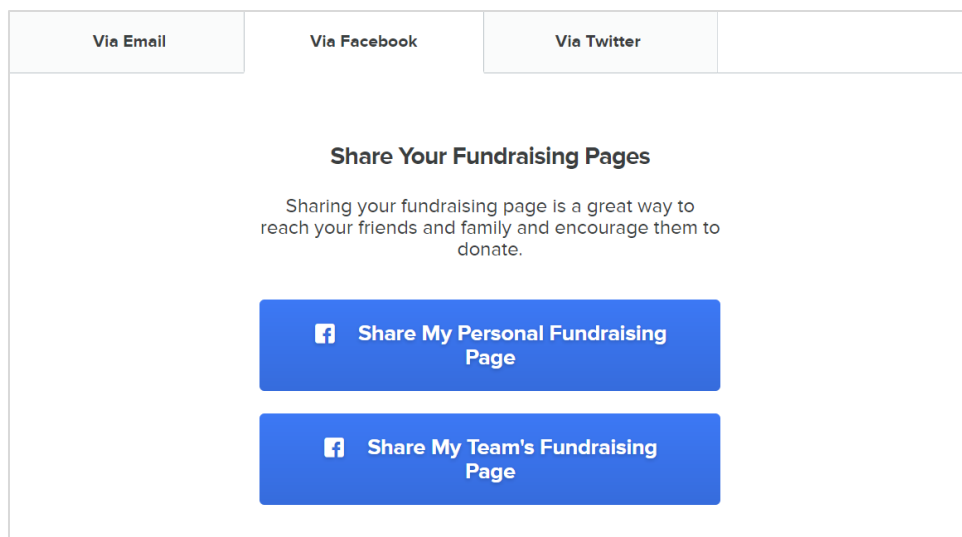 Via Email
Via Facebook
Via Twitter
Share Your Fundraising Pages
Sharing your fundraising page is a great way to
reach your friends and family and encourage them to
donate.
Share My Personal Fundraising
Page
Share My Team's Fundraising
Page